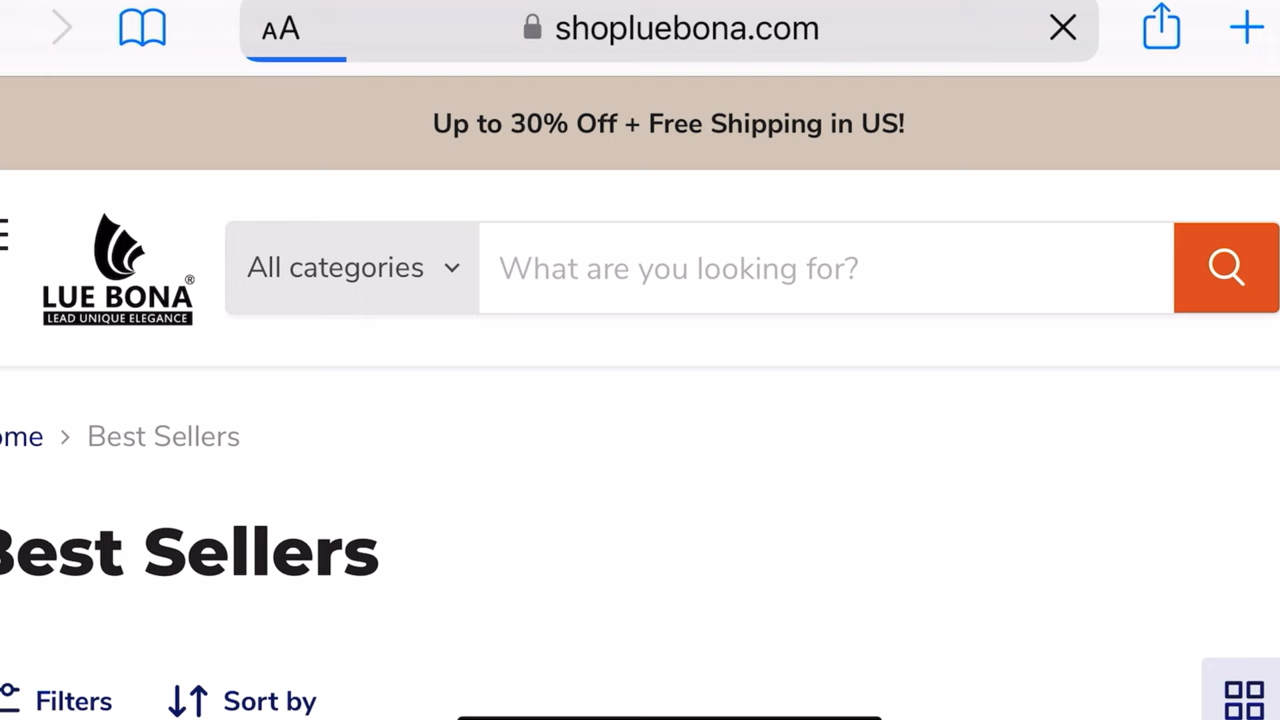 AA shopluebona.com
Up to 30% Off + Free Shipping in US!
LUE BONA®
LEAD UNIQUE ELEGANCE
All categories
What are you looking for?
ome > Best Sellers
Best Sellers
Filters
Sort by